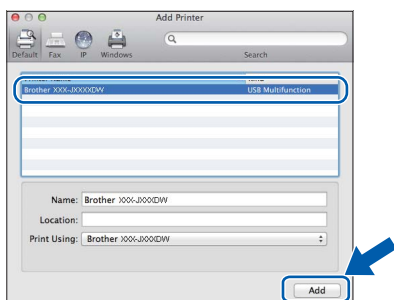 Add Printer
Default Fax IP Windows Search
Brother XXX-JXXXXDW USB Multifunction
Name: Brother XXX-JXXXDW
Location:
Print Using: Brother XXX-JXXXDW
Add